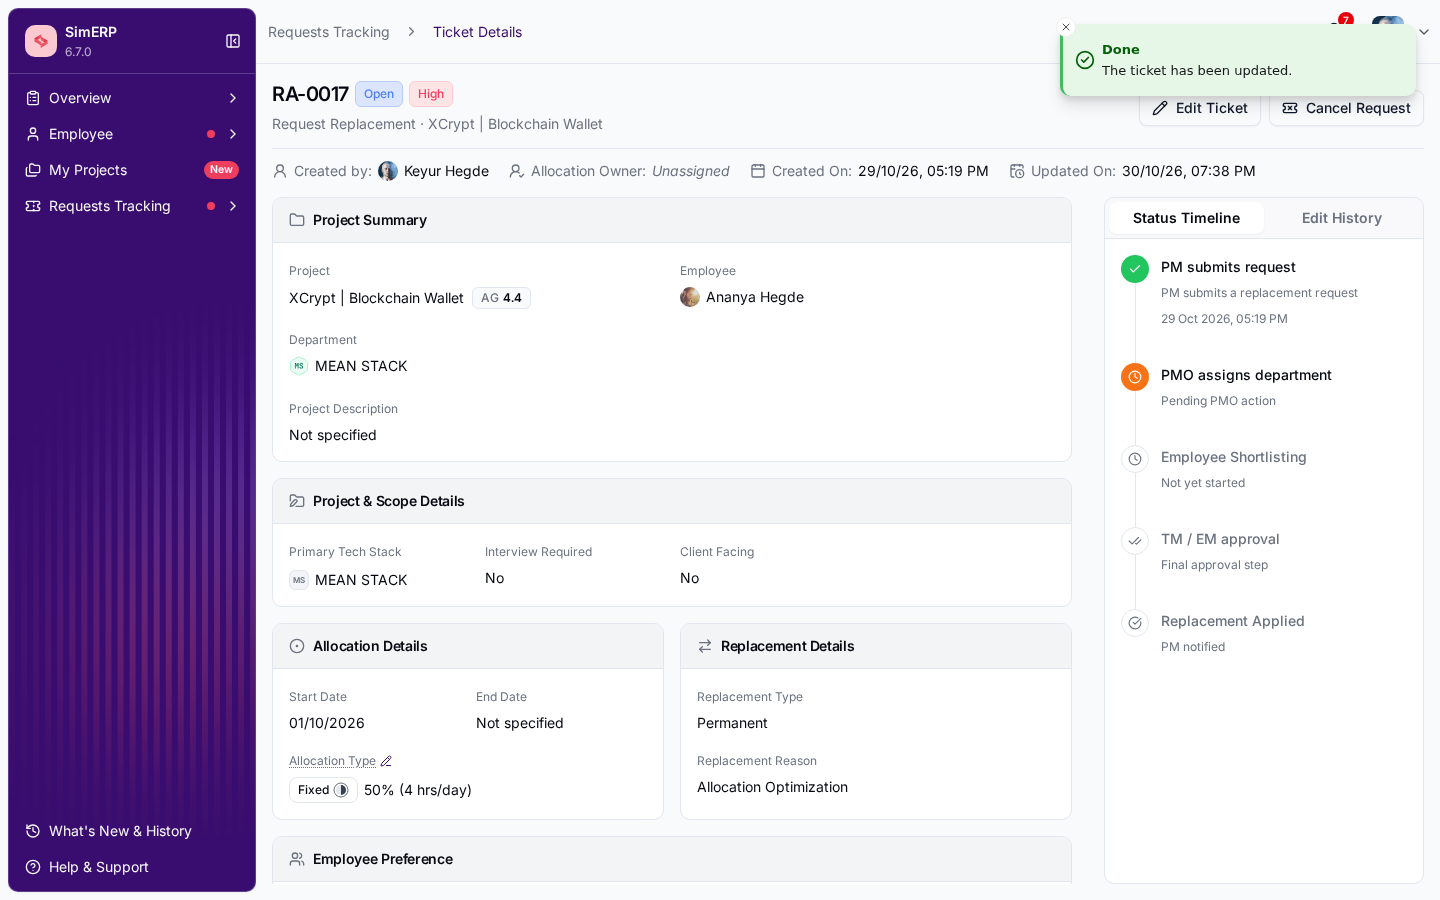 SimERP
6.7.0
Overview
Employee
My Projects
New
Requests Tracking
What's New & History
Help & Support
Requests Tracking
Ticket Details
7
Done
The ticket has been updated.
RA-0017
Open
High
Request Replacement · XCrypt | Blockchain Wallet
Edit Ticket
Cancel Request
Created by:
Keyur Hegde
Allocation Owner:
Unassigned
Created On:
29/10/26, 05:19 PM
Updated On:
30/10/26, 07:38 PM
Project Summary
Project
Employee
XCrypt | Blockchain Wallet
AG 4.4
Ananya Hegde
Department
MS
MEAN STACK
Project Description
Not specified
Project & Scope Details
Primary Tech Stack
Interview Required
Client Facing
MS
MEAN STACK
No
No
Allocation Details
Start Date
End Date
01/10/2026
Not specified
Allocation Type
Fixed
50% (4 hrs/day)
Replacement Details
Replacement Type
Permanent
Replacement Reason
Allocation Optimization
Employee Preference
Status Timeline
Edit History
PM submits request
PM submits a replacement request
29 Oct 2026, 05:19 PM
PMO assigns department
Pending PMO action
Employee Shortlisting
Not yet started
TM / EM approval
Final approval step
Replacement Applied
PM notified